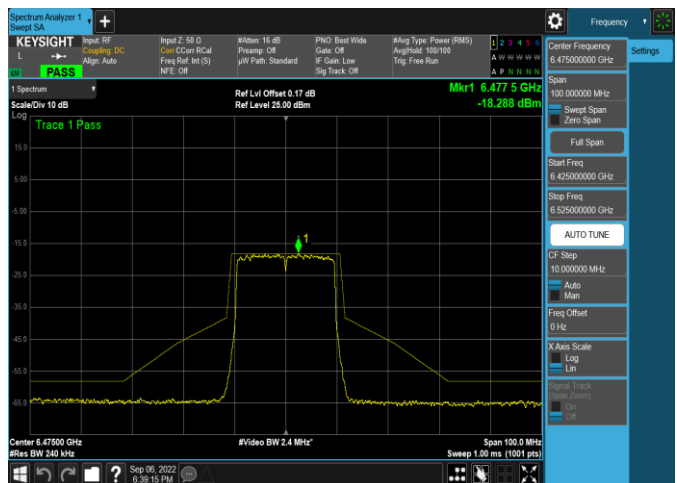 Spectrum Analyzer 1
Swept SA
+
Frequency
KEYSIGHT
L
LU
PASS
Input: RF
Coupling: DC
Align: Auto
Input Z: 50 Ω
Corr CCorr RCal
Freq Ref: Int (S)
NFE: Off
#Atten: 16 dB
Preamp: Off
µW Path: Standard
PNO: Best Wide
Gate: Off
IF Gain: Low
Sig Track: Off
#Avg Type: Power (RMS)
Avg|Hold: 100/100
Trig: Free Run
1 2 3 4 5 6
A W W W W W
A P N N N N
1 Spectrum
Scale/Div 10 dB
Log
Ref Lvl Offset 0.17 dB
Ref Level 25.00 dBm
Mkr1 6.477 5 GHz
-18.288 dBm
Trace 1 Pass
15.0
5.00
-5.00
-15.0
-25.0
-35.0
-45.0
-55.0
-65.0
1
Center 6.47500 GHz
#Res BW 240 kHz
#Video BW 2.4 MHz*
Span 100.0 MHz
Sweep 1.00 ms (1001 pts)
Sep 06, 2022
6:39:15 PM
?
Center Frequency
6.475000000 GHz
Settings
Span
100.000000 MHz
Swept Span
Zero Span
Full Span
Start Freq
6.425000000 GHz
Stop Freq
6.525000000 GHz
AUTO TUNE
CF Step
10.000000 MHz
Auto
Man
Freq Offset
0 Hz
X Axis Scale
Log
Lin
Signal Track
(Span Zoom)
On
Off